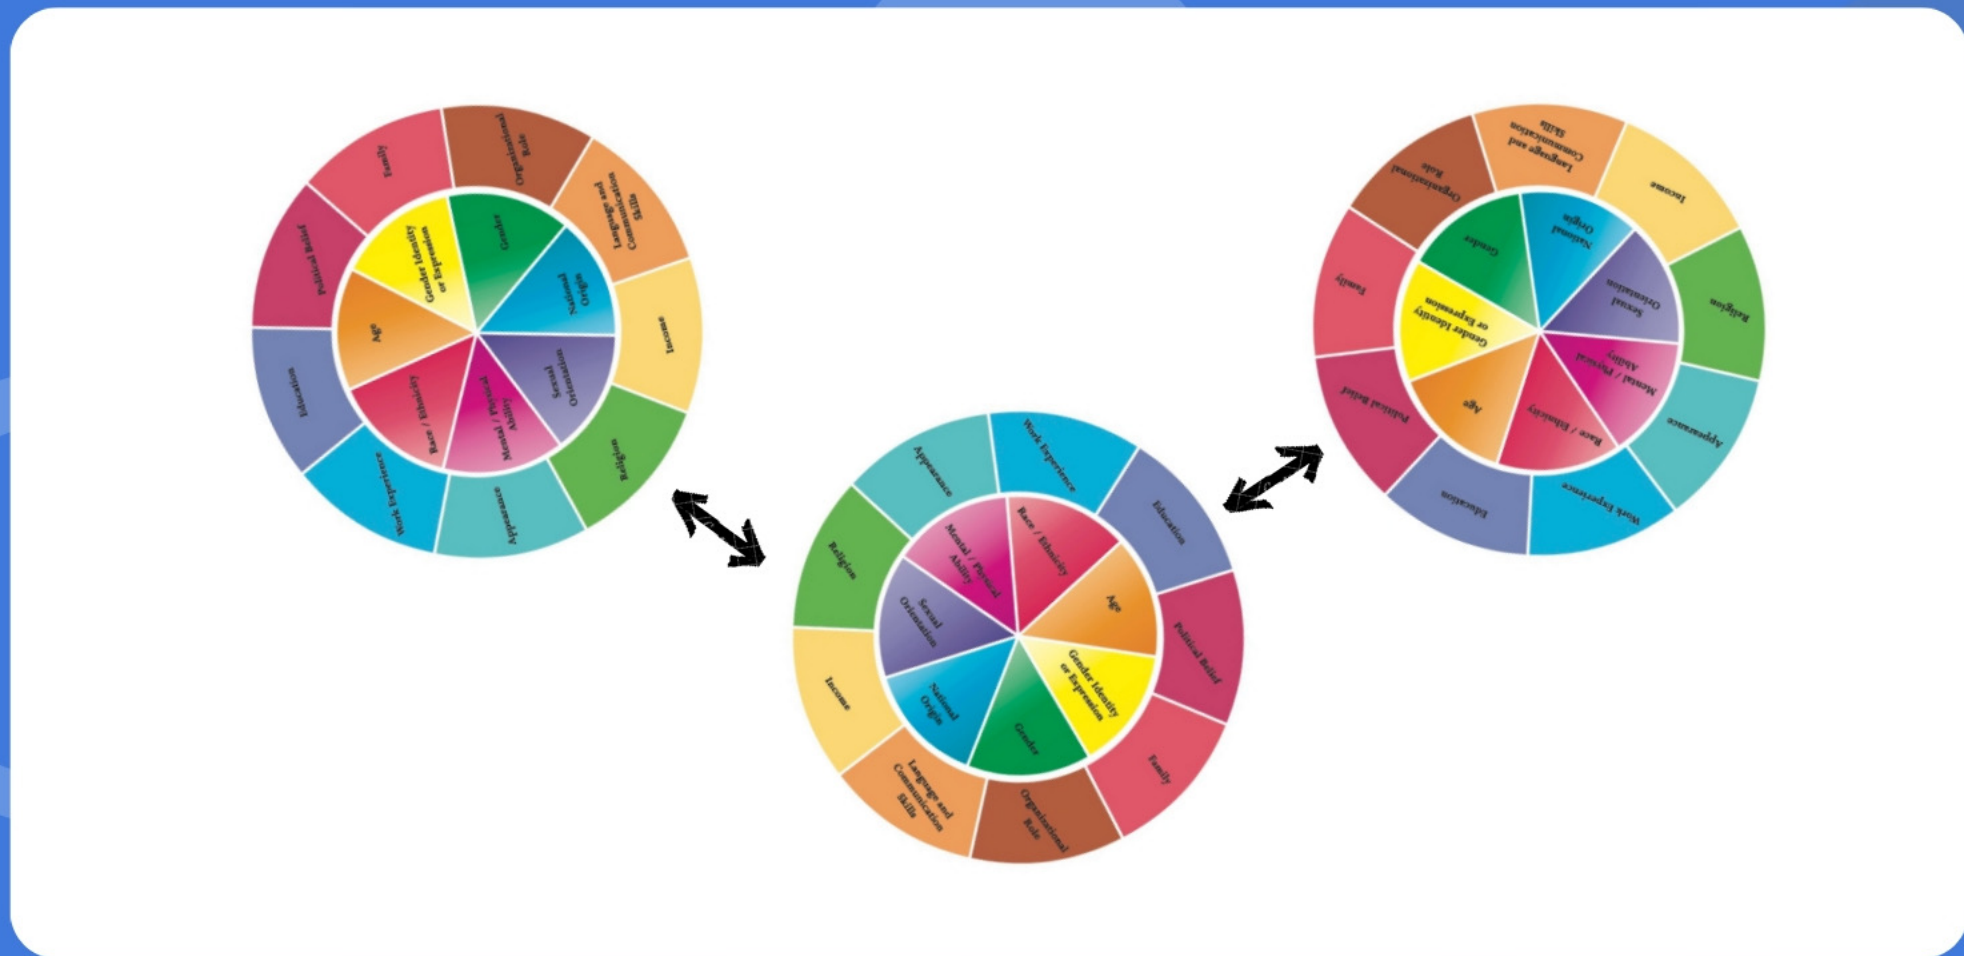 Organizational
Role
Language and
Communication
Skills
Income
Religion
Appearance
Work Experience
Education
Political Belief
Family
Gender
National
Origin
Sexual
Orientation
Mental / Physical
Ability
Race / Ethnicity
Age
Gender Identity
or Expression
Work Experience
Education
Political Belief
Family
Organizational
Role
Language and
Communication
Skills
Income
Religion
Appearance
Race / Ethnicity
Age
Gender Identity
or Expression
Gender
National
Origin
Sexual
Orientation
Mental / Physical
Ability
Language and
Communication
Skills
Income
Religion
Appearance
Work Experience
Education
Political Belief
Family
Organizational
Role
National
Origin
Sexual
Orientation
Mental / Physical
Ability
Race / Ethnicity
Age
Gender Identity
or Expression
Gender